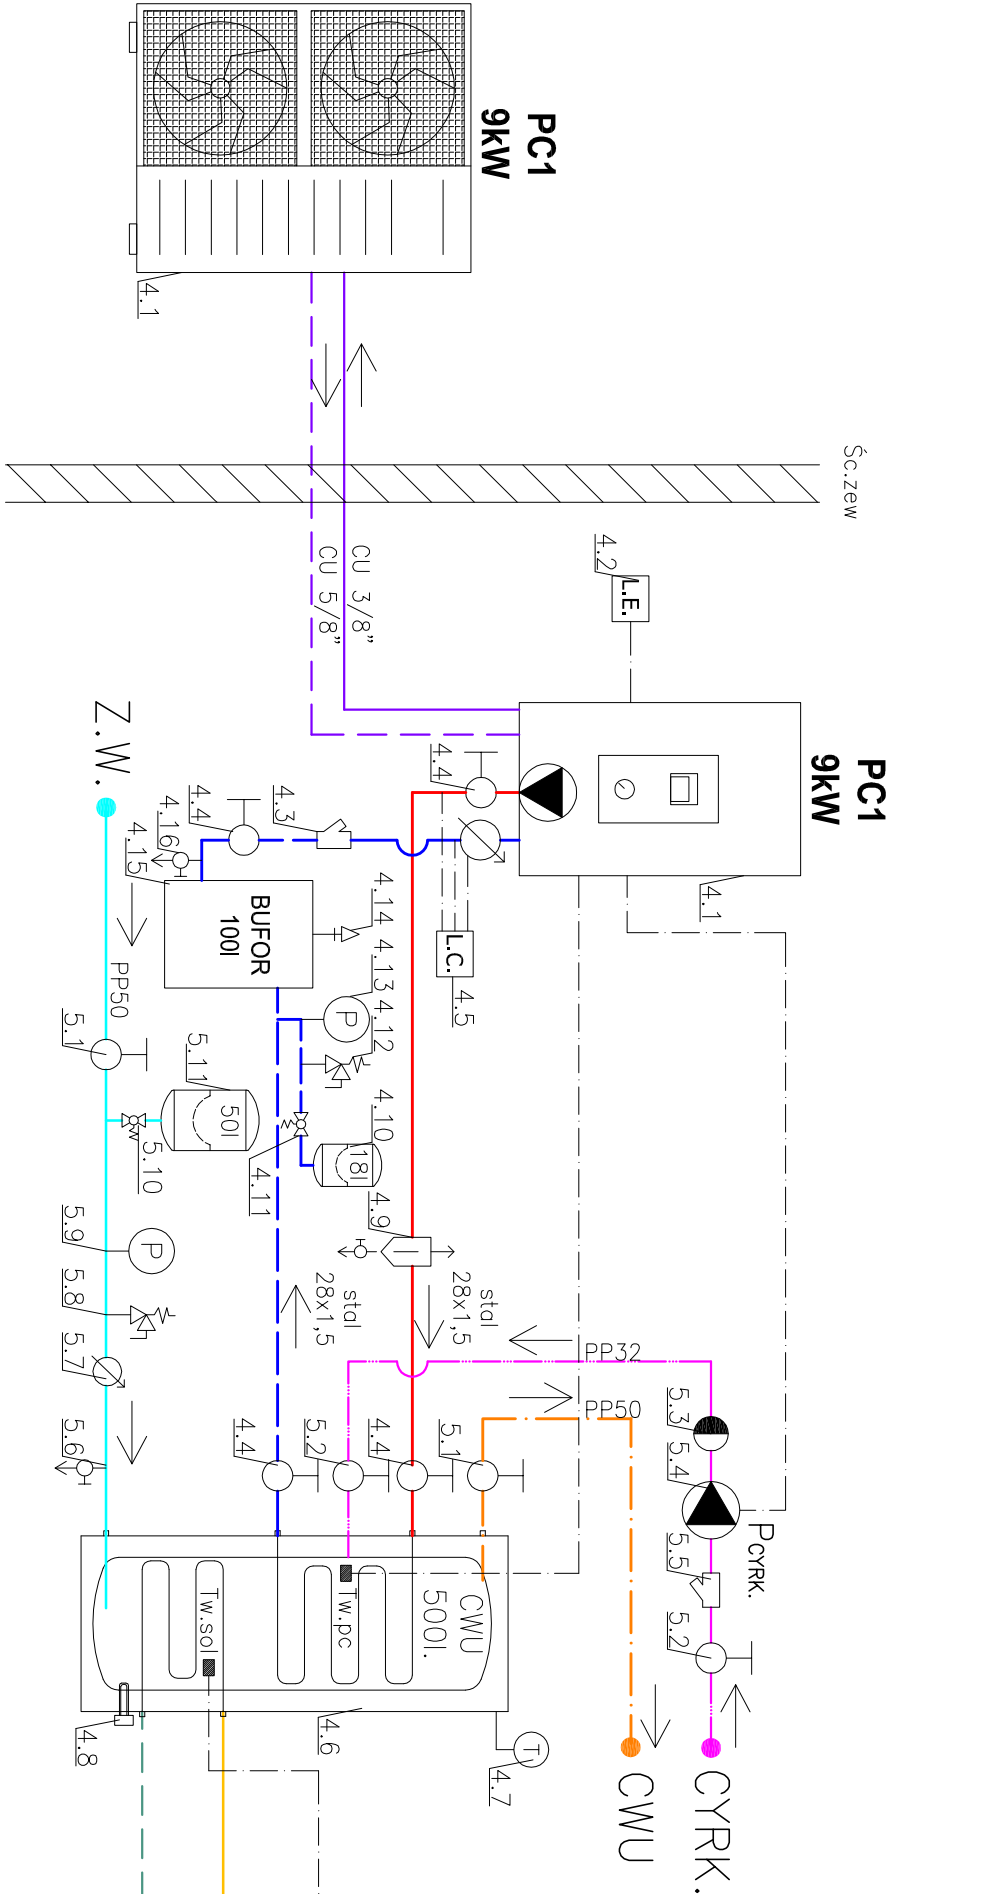 PC1
9kW
4.1
Śc.zew
CU 3/8"
CU 5/8"
4.2
L.E.
PC1
9kW
4.1
4.4
4.3
4.4
4.16
4.15
Z.W.
BUFOR
100l
4.14
4.13
4.12
P
L.C.
4.5
PP50
5.1
5.11
50l
5.10
4.10
18l
4.11
4.9
5.9
P
5.8
5.7
5.6
stal
28x1,5
stal
28x1,5
PP32
PP50
4.4
5.2
4.4
5.1
5.3
5.4
PCYRK.
5.5
5.2
CWU
500l.
Tw.pc
Tw.sol
4.8
4.6
T
4.7
CWU
CYRK.